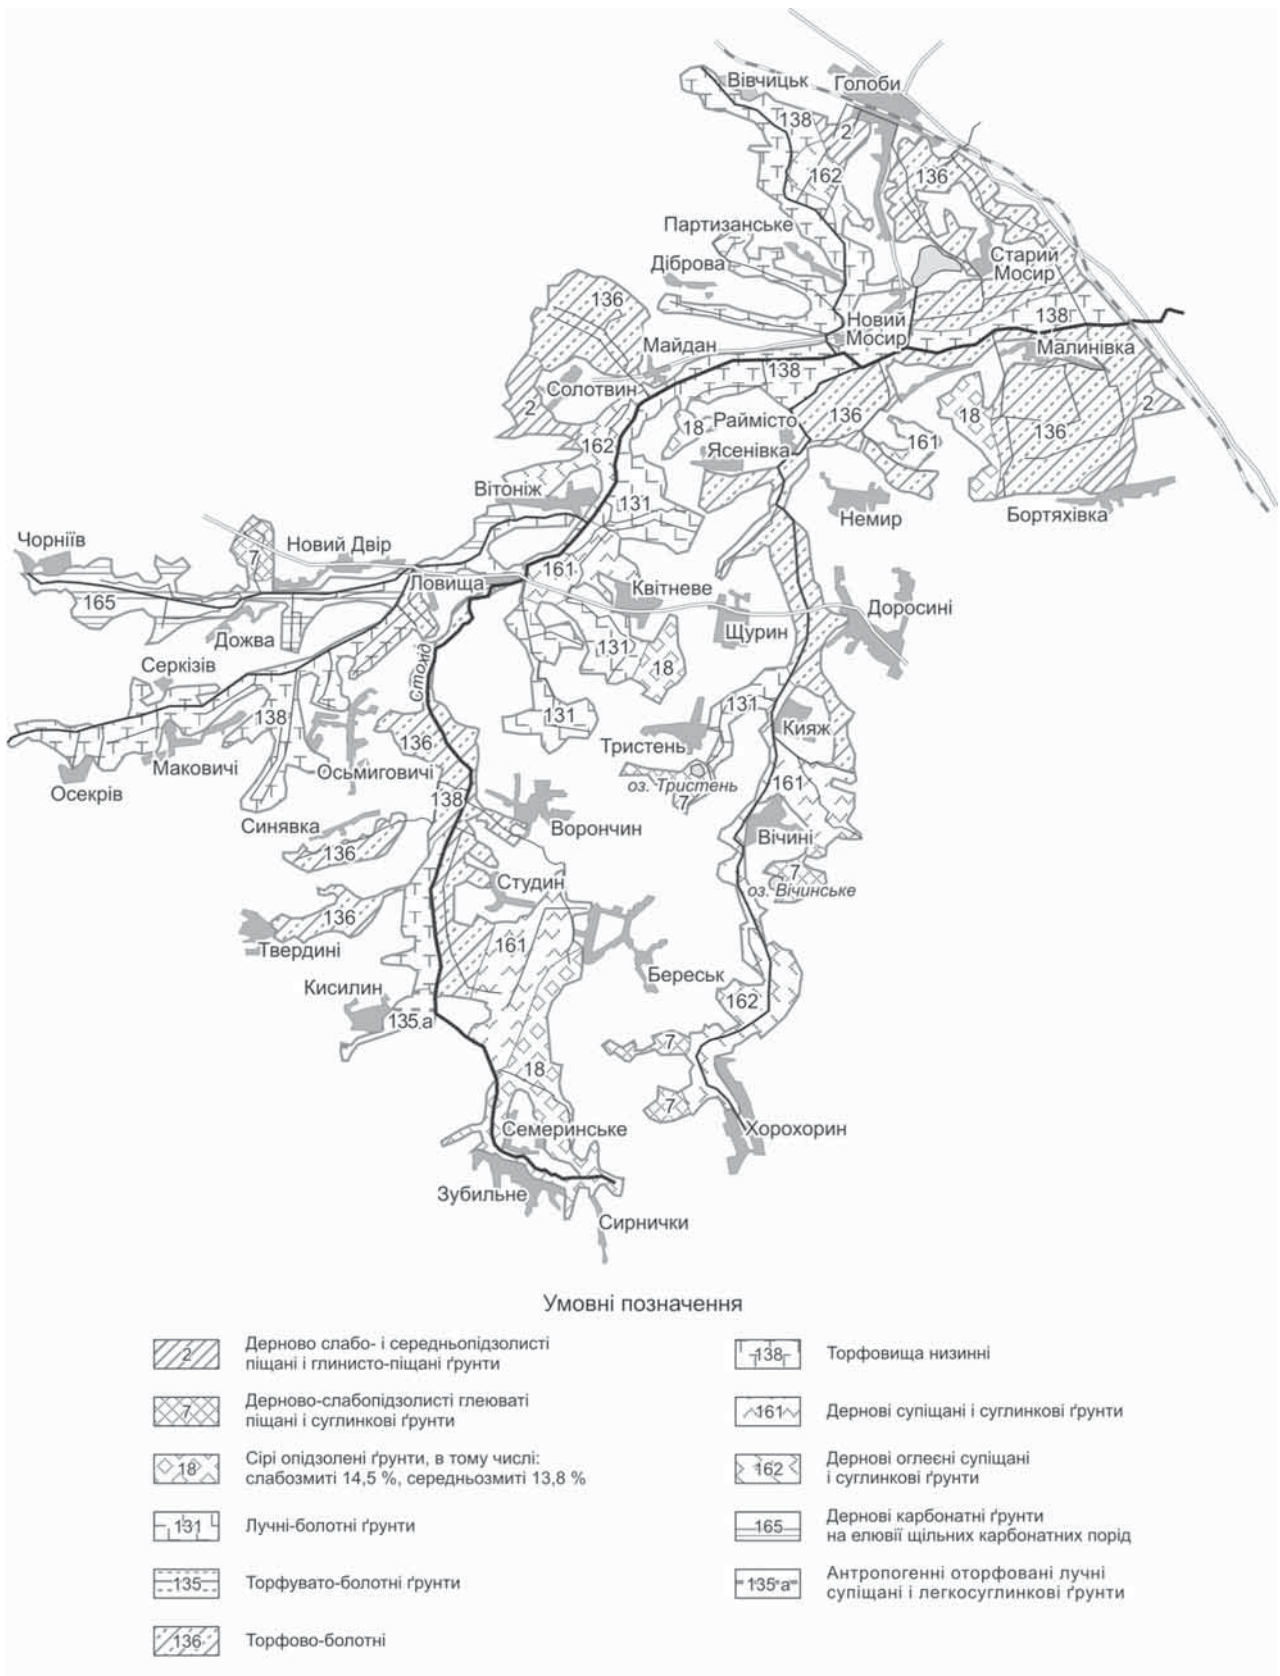 Вівчицьк
Голоби
138
2
162
136
Партизанське
Діброва
Старий
Мосир
136
138
Новий
Мосир
Майдан
Малинівка
138
Солотвин
2
2
18
136
Раймісто
18
136
162
161
Ясенівка
Вітоніж
131
Немир
Бортяхівка
Чорніїв
7
Новий Двір
161
Ловища
Квітневе
165
Доросині
Дожва
Щурин
131
Серкізів
18
Стохід
131
131
138
136
Кияж
Тристень
Маковичі
Осьмиговичі
оз. Тристень
161
Осекрів
138
7
Синявка
Ворончин
Вічині
136
7
Студин
оз. Вічинське
136
161
Твердині
Береськ
Кисилин
162
135 а
7
18
7
Семеринське
Хорохорин
Зубильне
Сирнички
Умовні позначення
2
Дерново слабо- і середньопідзолисті
піщані і глинисто-піщані ґрунти
7
Дерново-слабопідзолисті глеюваті
піщані і суглинкові ґрунти
18
Сірі опідзолені ґрунти, в тому числі:
слабозмиті 14,5 %, середньозмиті 13,8 %
131
Лучні-болотні ґрунти
135
Торфувато-болотні ґрунти
136
Торфово-болотні
138
Торфовища низинні
161
Дернові супіщані і суглинкові ґрунти
162
Дернові оглеєні супіщані
і суглинкові ґрунти
165
Дернові карбонатні ґрунти
на елювії щільних карбонатних порід
135 а
Антропогенні оторфовані лучні
супіщані і легкосуглинкові ґрунти